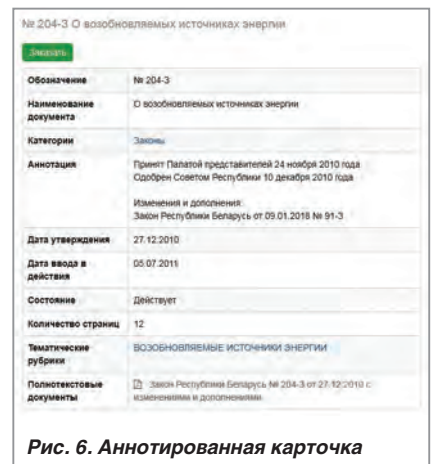 № 204-З О возобновляемых источниках энергии
Заказать
Обозначение № 204-З
Наименование О возобновляемых источниках энергии
документа
Категории Законы
Аннотация Принят Палатой представителей 24 ноября 2010 года
Одобрен Советом Республики 10 декабря 2010 года
Изменения и дополнения:
Закон Республики Беларусь от 09.01.2018 № 91-З
Дата утверждения 27.12.2010
Дата ввода в 05.07.2011
действия
Состояние Действует
Количество страниц 12
Тематические ВОЗОБНОВЛЯЕМЫЕ ИСТОЧНИКИ ЭНЕРГИИ
рубрики
Полнотекстовые Закон Республики Беларусь № 204-З от 27.12.2010 с
документы изменениями и дополнениями
Рис. 6. Аннотированная карточка